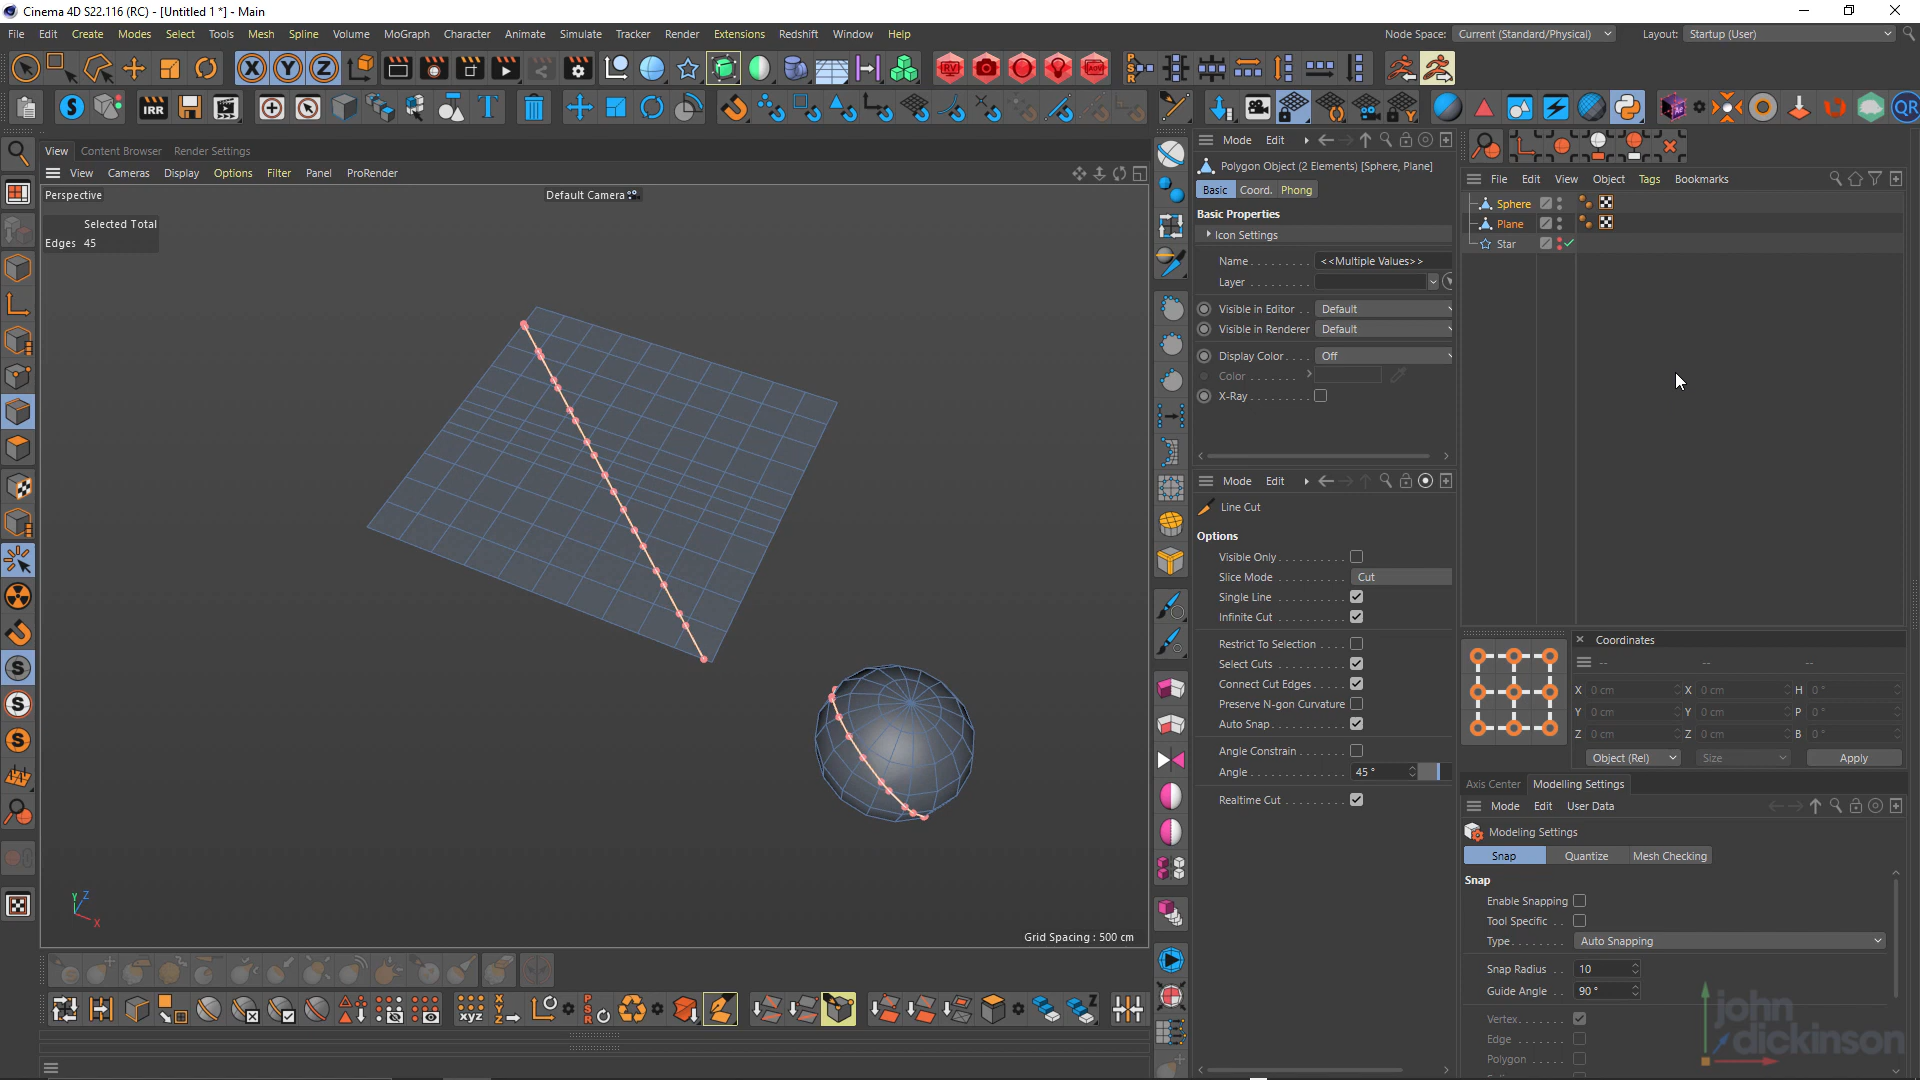 Cinema 4D S22.116 (RC) - [Untitled 1 *] - Main
File Edit Create Modes Select Tools Mesh Spline Volume MoGraph Character Animate Simulate Tracker Render Extensions Redshift Window Help Node Space: Current (Standard/Physical) Layout: Startup (User)
X Y Z RV AOV PSR
S IRR T QR
View Content Browser Render Settings
View Cameras Display Options Filter Panel ProRender
Perspective Default Camera
Selected Total
Edges 45
Y Z
X
Grid Spacing : 500 cm
Mode Edit
Polygon Object (2 Elements) [Sphere, Plane]
Basic Coord. Phong
Basic Properties
Icon Settings
Name <<Multiple Values>>
Layer
Visible in Editor Default
Visible in Renderer Default
Display Color Off
Color
X-Ray
Mode Edit
Line Cut
Options
Visible Only
Slice Mode Cut
Single Line
Infinite Cut
Restrict To Selection
Select Cuts
Connect Cut Edges
Preserve N-gon Curvature
Auto Snap
Angle Constrain
Angle 45 °
Realtime Cut
File Edit View Object Tags Bookmarks
Sphere
Plane
Star
Coordinates
-- -- --
X 0 cm X 0 cm H 0 °
Y 0 cm Y 0 cm P 0 °
Z 0 cm Z 0 cm B 0 °
Object (Rel) Size Apply
Axis Center Modelling Settings
Mode Edit User Data
Modeling Settings
Snap Quantize Mesh Checking
Snap
Enable Snapping
Tool Specific
Type Auto Snapping
Snap Radius 10
Guide Angle 90 °
Vertex
Edge
Polygon
john
dickinson